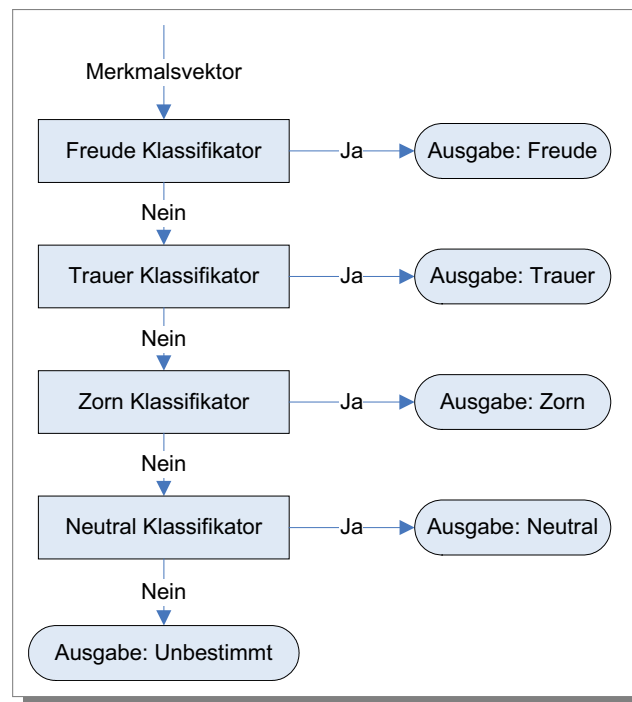 Merkmalsvektor
Freude Klassifikator
Ja
Ausgabe: Freude
Nein
Trauer Klassifikator
Ja
Ausgabe: Trauer
Nein
Zorn Klassifikator
Ja
Ausgabe: Zorn
Nein
Neutral Klassifikator
Ja
Ausgabe: Neutral
Nein
Ausgabe: Unbestimmt